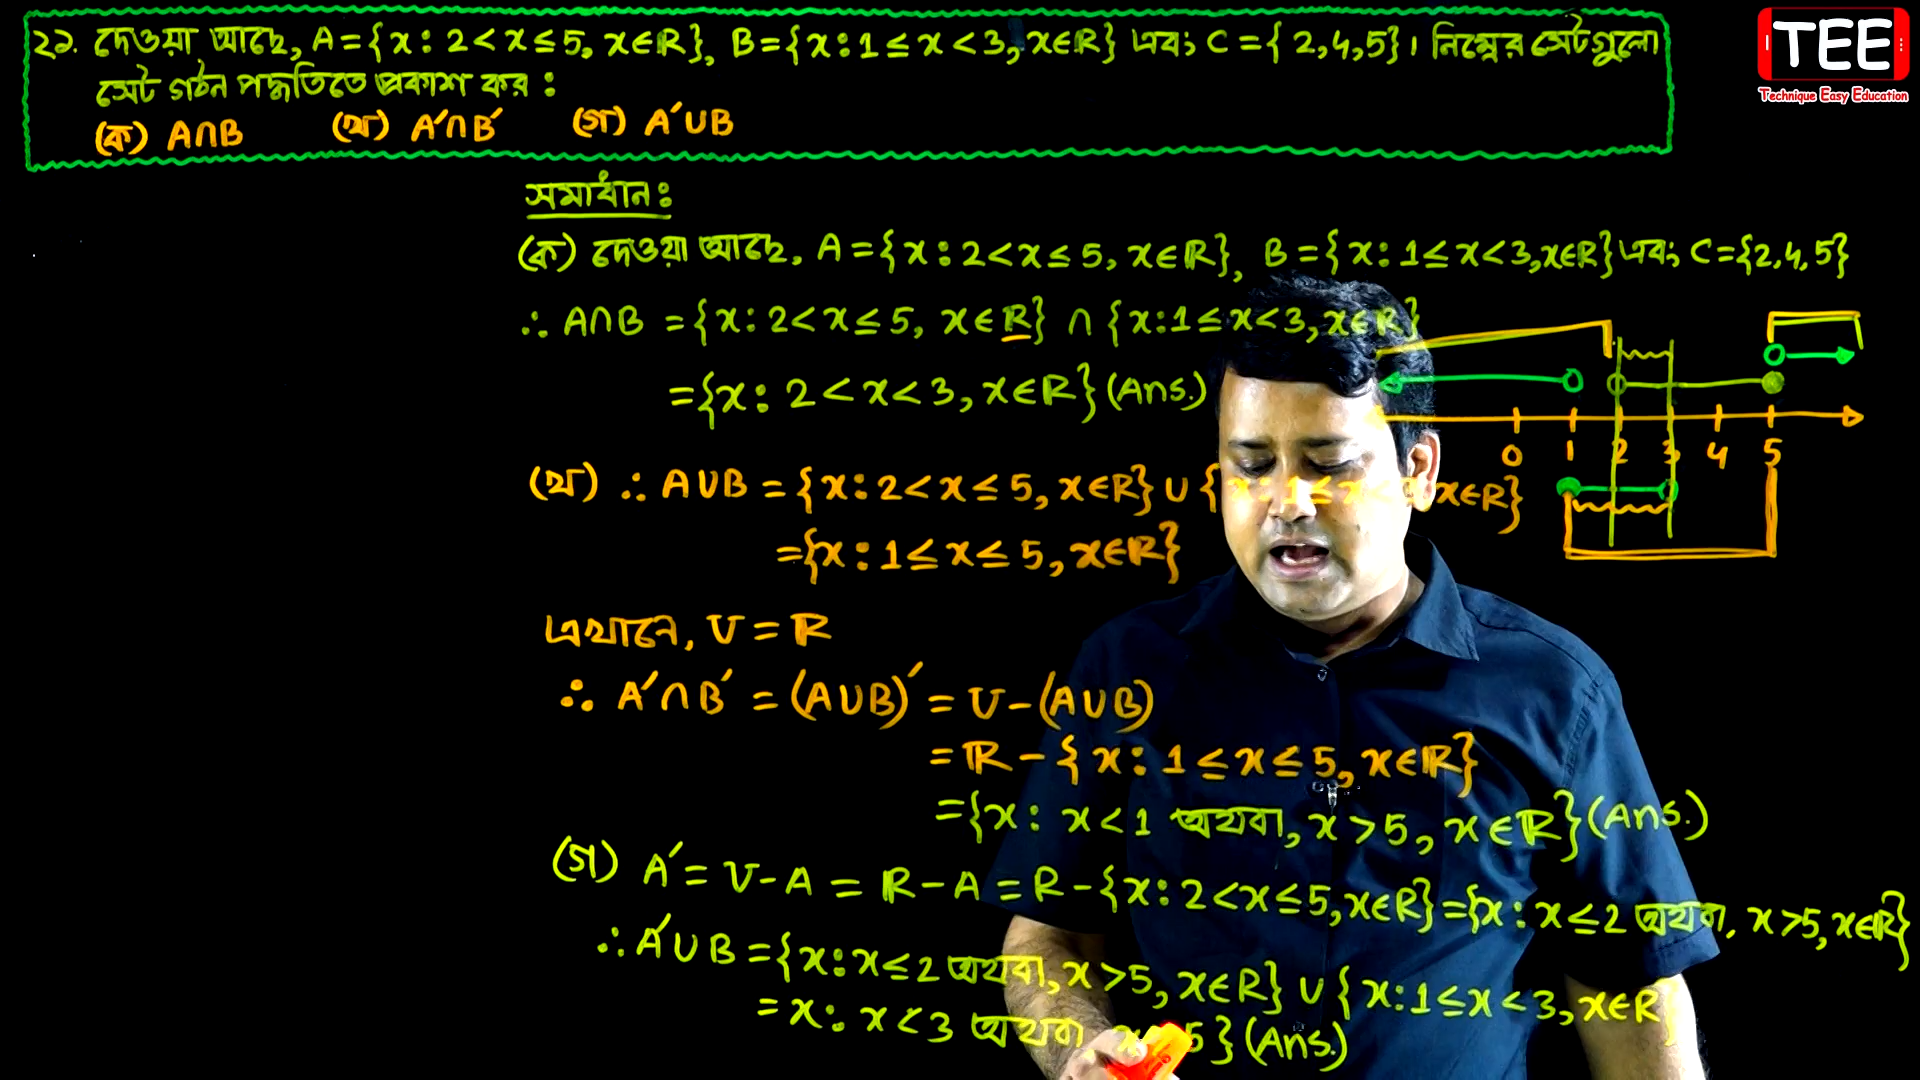 ২১. দেওয়া আছে, A={x: 2<x≤5, x∈R}, B={x:1≤x<3, x∈R} এবং C={2,4,5}। নিম্নের সেটগুলো
সেট গঠন পদ্ধতিতে প্রকাশ কর :
(ক) A∩B (খ) A′∩B′ (গ) A′∪B
TEE
Technique Easy Education
সমাধান :
(ক) দেওয়া আছে, A={x: 2<x≤5, x∈R}, B={x: 1≤x<3, x∈R} এবং C={2,4,5}
∴ A∩B ={x: 2<x≤5, x∈R} ∩ {x:1≤x<3, x∈R}
={x: 2<x<3, x∈R} (Ans.)
0 1 2 3 4 5
(খ) ∴ A∪B = {x: 2<x≤5, x∈R} ∪ { x∈R}
={x: 1≤x≤5, x∈R}
এখানে, U = R
∴ A′∩B′ = (A∪B)′ = U-(A∪B)
= R-{x: 1≤x≤5, x∈R}
={x: x<1 অথবা, x>5, x∈R} (Ans.)
(গ) A′= U-A = R-A = R-{x: 2<x≤5, x∈R}={x: x≤2 অথবা, x>5, x∈R}
∴ A′∪B ={x: x≤2 অথবা, x>5, x∈R} ∪ {x:1≤x<3, x∈R}
= x: x<3 অথবা, 5} (Ans.)